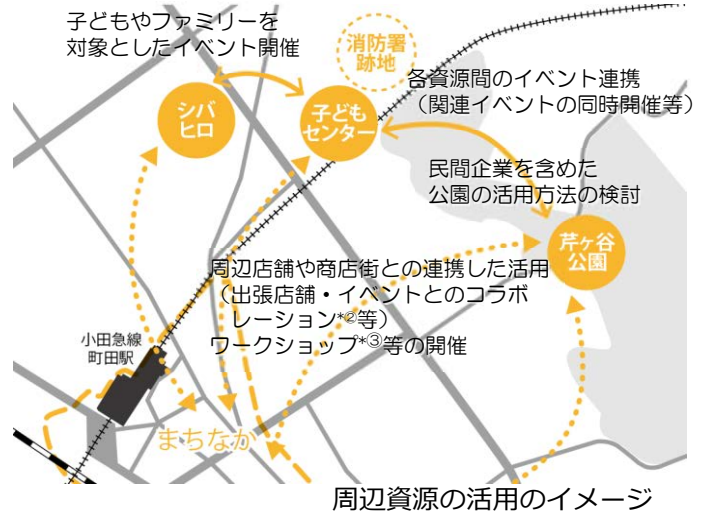 子どもやファミリーを
対象としたイベント開催
消防署
跡地
各資源間のイベント連携
（関連イベントの同時開催等）
シバ
ヒロ
子ども
センター
民間企業を含めた
公園の活用方法の検討
芹ヶ谷
公園
周辺店舗や商店街との連携した活用
（出張店舗・イベントとのコラボ
レーション*②等）
ワークショップ*③等の開催
小田急線
町田駅
まちなか
周辺資源の活用のイメージ